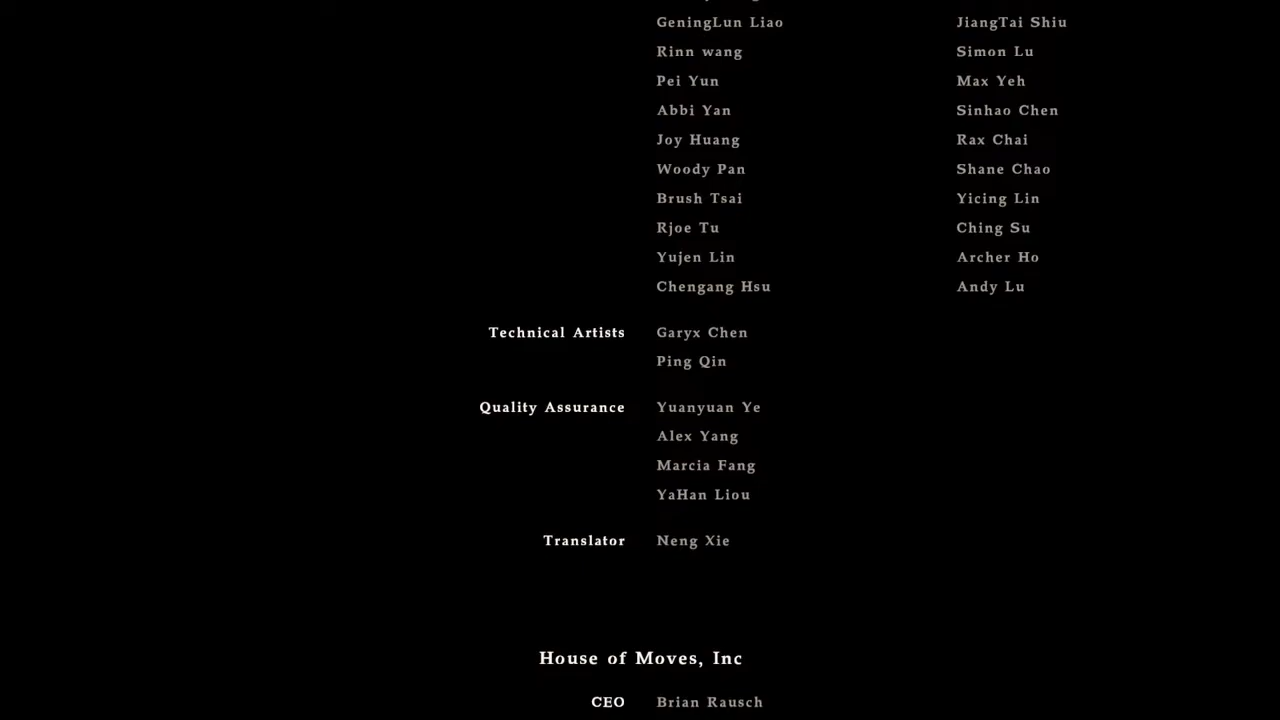 GeningLun Liao JiangTai Shiu
Rinn wang Simon Lu
Pei Yun Max Yeh
Abbi Yan Sinhao Chen
Joy Huang Rax Chai
Woody Pan Shane Chao
Brush Tsai Yicing Lin
Rjoe Tu Ching Su
Yujen Lin Archer Ho
Chengang Hsu Andy Lu
Technical Artists Garyx Chen
Ping Qin
Quality Assurance Yuanyuan Ye
Alex Yang
Marcia Fang
YaHan Liou
Translator Neng Xie
House of Moves, Inc
CEO Brian Rausch